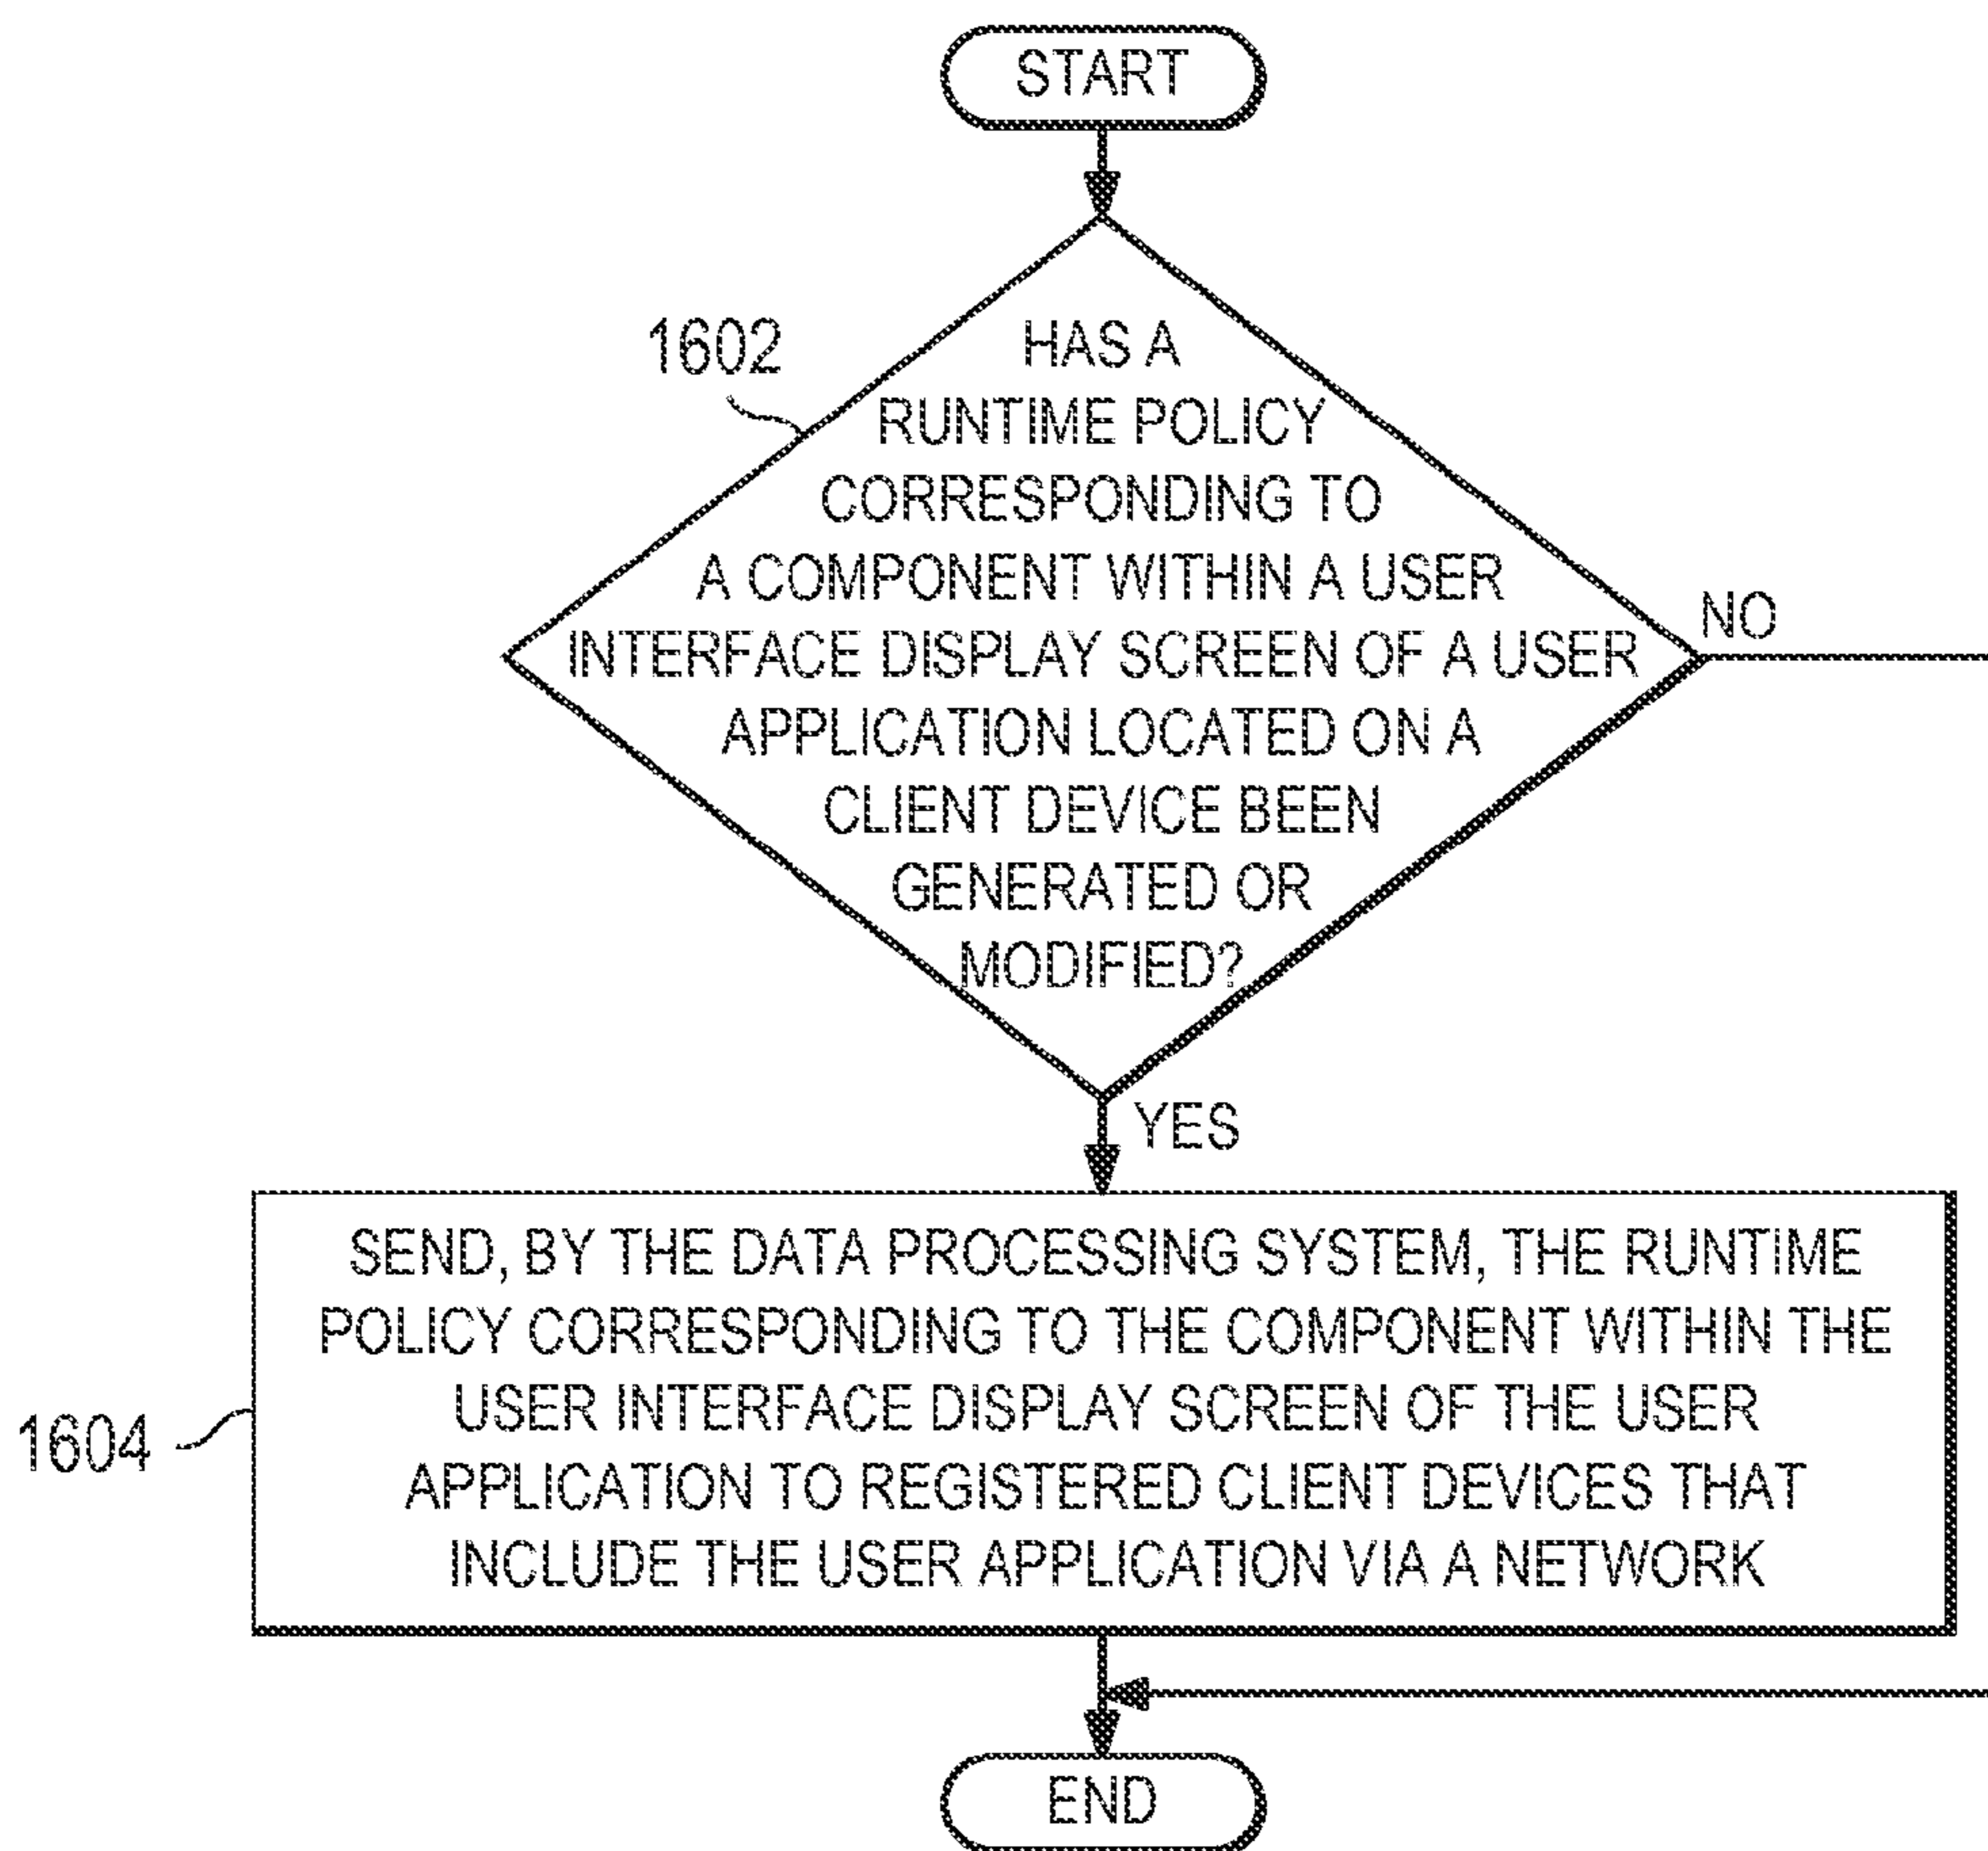 START
1602
HAS A
RUNTIME POLICY
CORRESPONDING TO
A COMPONENT WITHIN A USER
INTERFACE DISPLAY SCREEN OF A USER
APPLICATION LOCATED ON A
CLIENT DEVICE BEEN
GENERATED OR
MODIFIED?
NO
YES
SEND, BY THE DATA PROCESSING SYSTEM, THE RUNTIME
POLICY CORRESPONDING TO THE COMPONENT WITHIN THE
USER INTERFACE DISPLAY SCREEN OF THE USER
APPLICATION TO REGISTERED CLIENT DEVICES THAT
INCLUDE THE USER APPLICATION VIA A NETWORK
1604
END